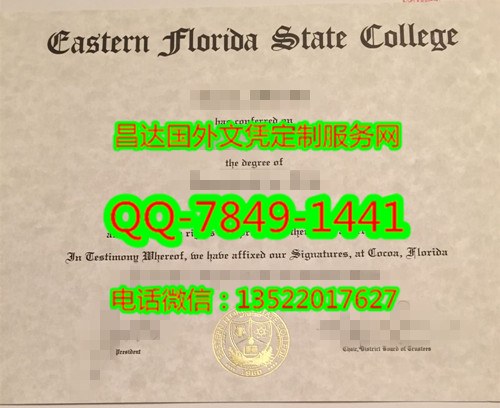 Eastern Florida State College
has conferred on
昌达国外文凭定制服务网
the degree of
QQ-7849-1441
In Testimony Whereof, we have affixed our Signatures, at Cocoa, Florida
电话微信：13522017627
President
Chair, District Board of Trustees